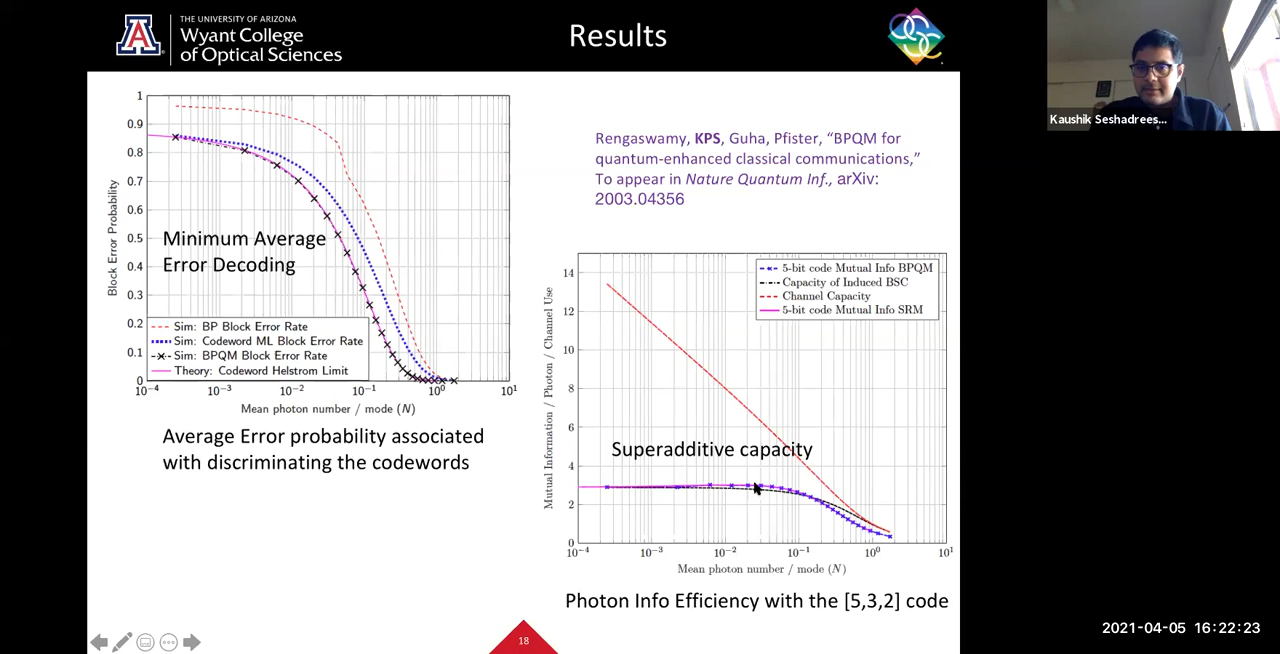 THE UNIVERSITY OF ARIZONA
Wyant College
of Optical Sciences
Results
Kaushik Seshadrees...
1
0.9
0.8
0.7
0.6
0.5
0.4
0.3
0.2
0.1
0
Block Error Probability
Minimum Average
Error Decoding
Sim: BP Block Error Rate
Sim: Codeword ML Block Error Rate
Sim: BPQM Block Error Rate
Theory: Codeword Helstrom Limit
10⁻⁴ 10⁻³ 10⁻² 10⁻¹ 10⁰ 10¹
Mean photon number / mode (N)
Average Error probability associated
with discriminating the codewords
Rengaswamy, KPS, Guha, Pfister, “BPQM for
quantum-enhanced classical communications,”
To appear in Nature Quantum Inf., arXiv:
2003.04356
14
12
10
8
6
4
2
0
Mutual Information / Photon / Channel Use
5-bit code Mutual Info BPQM
Capacity of Induced BSC
Channel Capacity
5-bit code Mutual Info SRM
Superadditive capacity
10⁻⁴ 10⁻³ 10⁻² 10⁻¹ 10⁰ 10¹
Mean photon number / mode (N)
Photon Info Efficiency with the [5,3,2] code
18
2021-04-05 16:22:23